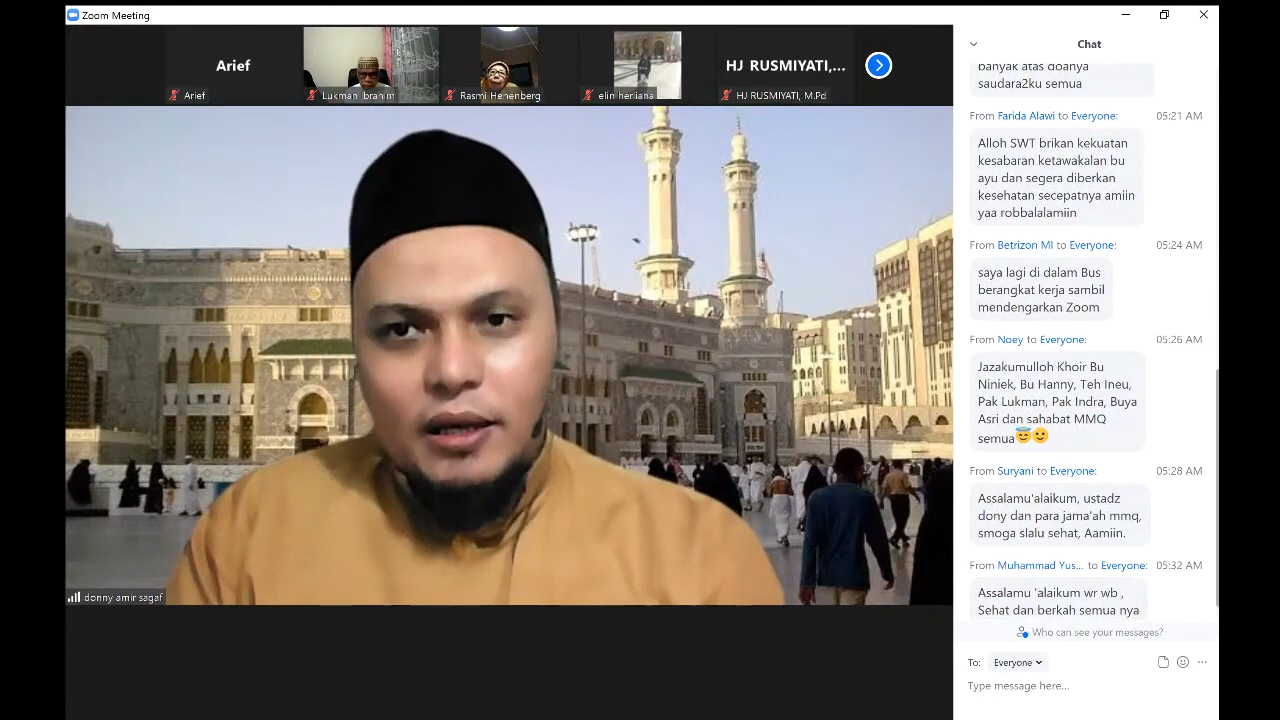 Zoom Meeting
Arief
HJ RUSMIYATI,...
Arief
Lukman Ibrahim
Rasmi Hehenberg
elin herliana
HJ RUSMIYATI, M.Pd
donny amir sagaf
Chat
banyak atas doanya
saudara2ku semua
From Farida Alawi to Everyone: 05:21 AM
Alloh SWT brikan kekuatan
kesabaran ketawakalan bu
ayu dan segera diberkan
kesehatan secepatnya amiin
yaa robbalalamiin
From Betrizon MI to Everyone: 05:24 AM
saya lagi di dalam Bus
berangkat kerja sambil
mendengarkan Zoom
From Noey to Everyone: 05:26 AM
Jazakumulloh Khoir Bu
Niniek, Bu Hanny, Teh Ineu,
Pak Lukman, Pak Indra, Buya
Asri dan sahabat MMQ
semua😇😊
From Suryani to Everyone: 05:28 AM
Assalamu'alaikum, ustadz
dony dan para jama'ah mmq,
smoga slalu sehat, Aamiin.
From Muhammad Yus... to Everyone: 05:32 AM
Assalamu 'alaikum wr wb ,
Sehat dan berkah semua nya
Who can see your messages?
To: Everyone
Type message here...